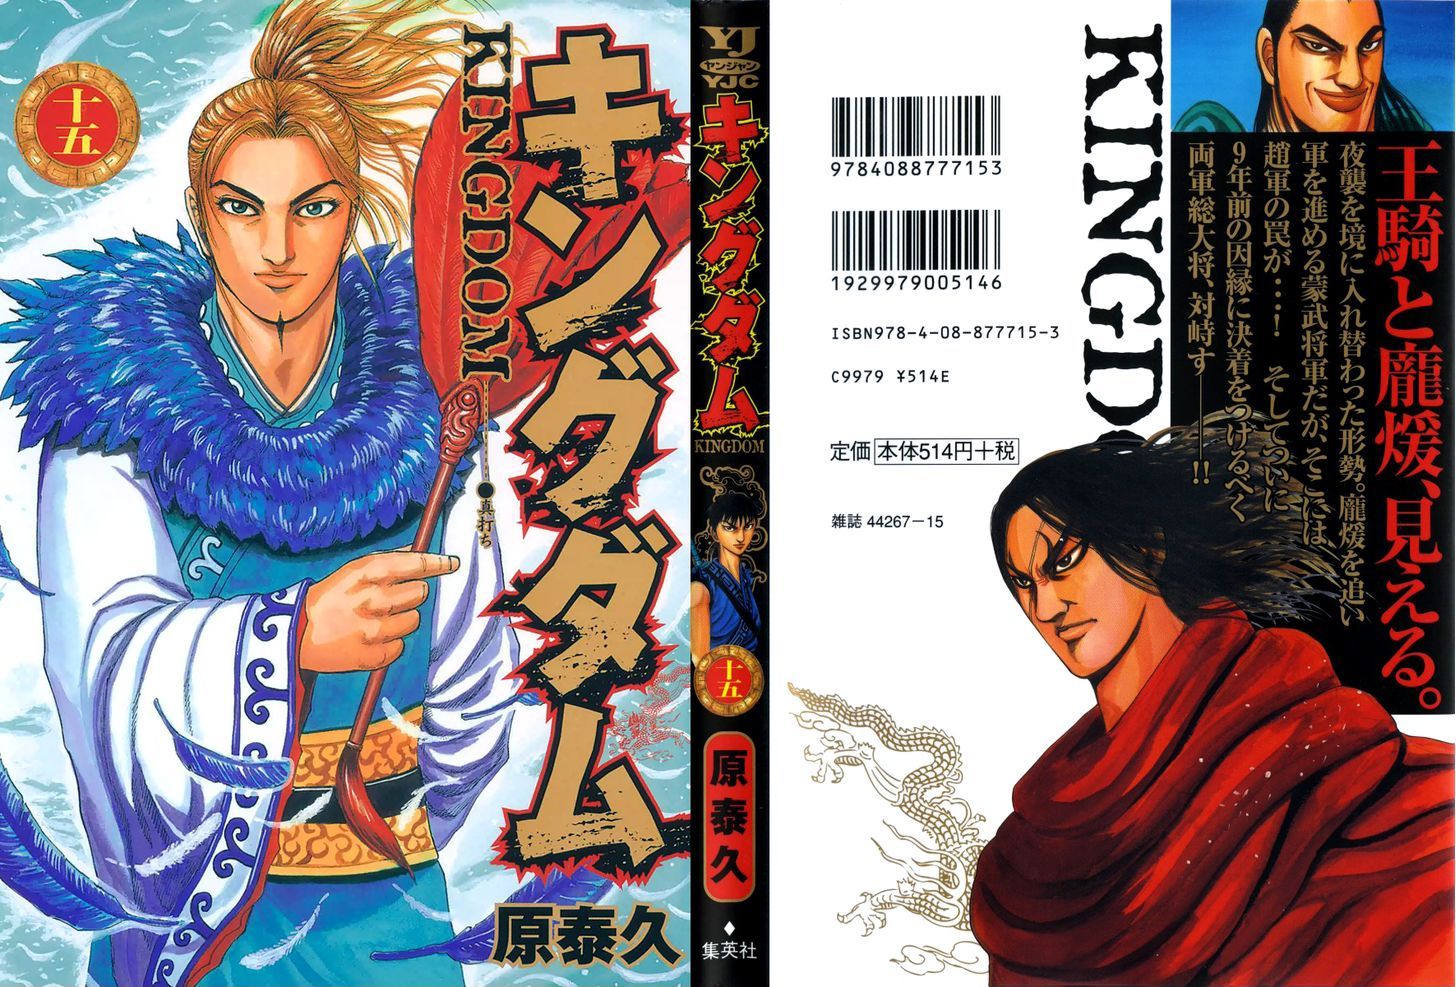 十五
キングダム
KINGDOM
真打ち
原泰久
YJ
ヤンジャン
YJC
キングダム
KINGDOM
十五
原泰久
集英社
9784088777153
1929979005146
ISBN978-4-08-877715-3
C9979 ¥514E
定価 本体514円+税
雑誌 44267-15
KINGD
王騎と龐煖、見える。
夜襲を境に入れ替わった形勢。龐煖を追い
軍を進める蒙武将軍だが、そこには、
趙軍の罠が‥‥! そしてついに
9年前の因縁に決着をつけるべく
両軍総大将、対峙す――!!